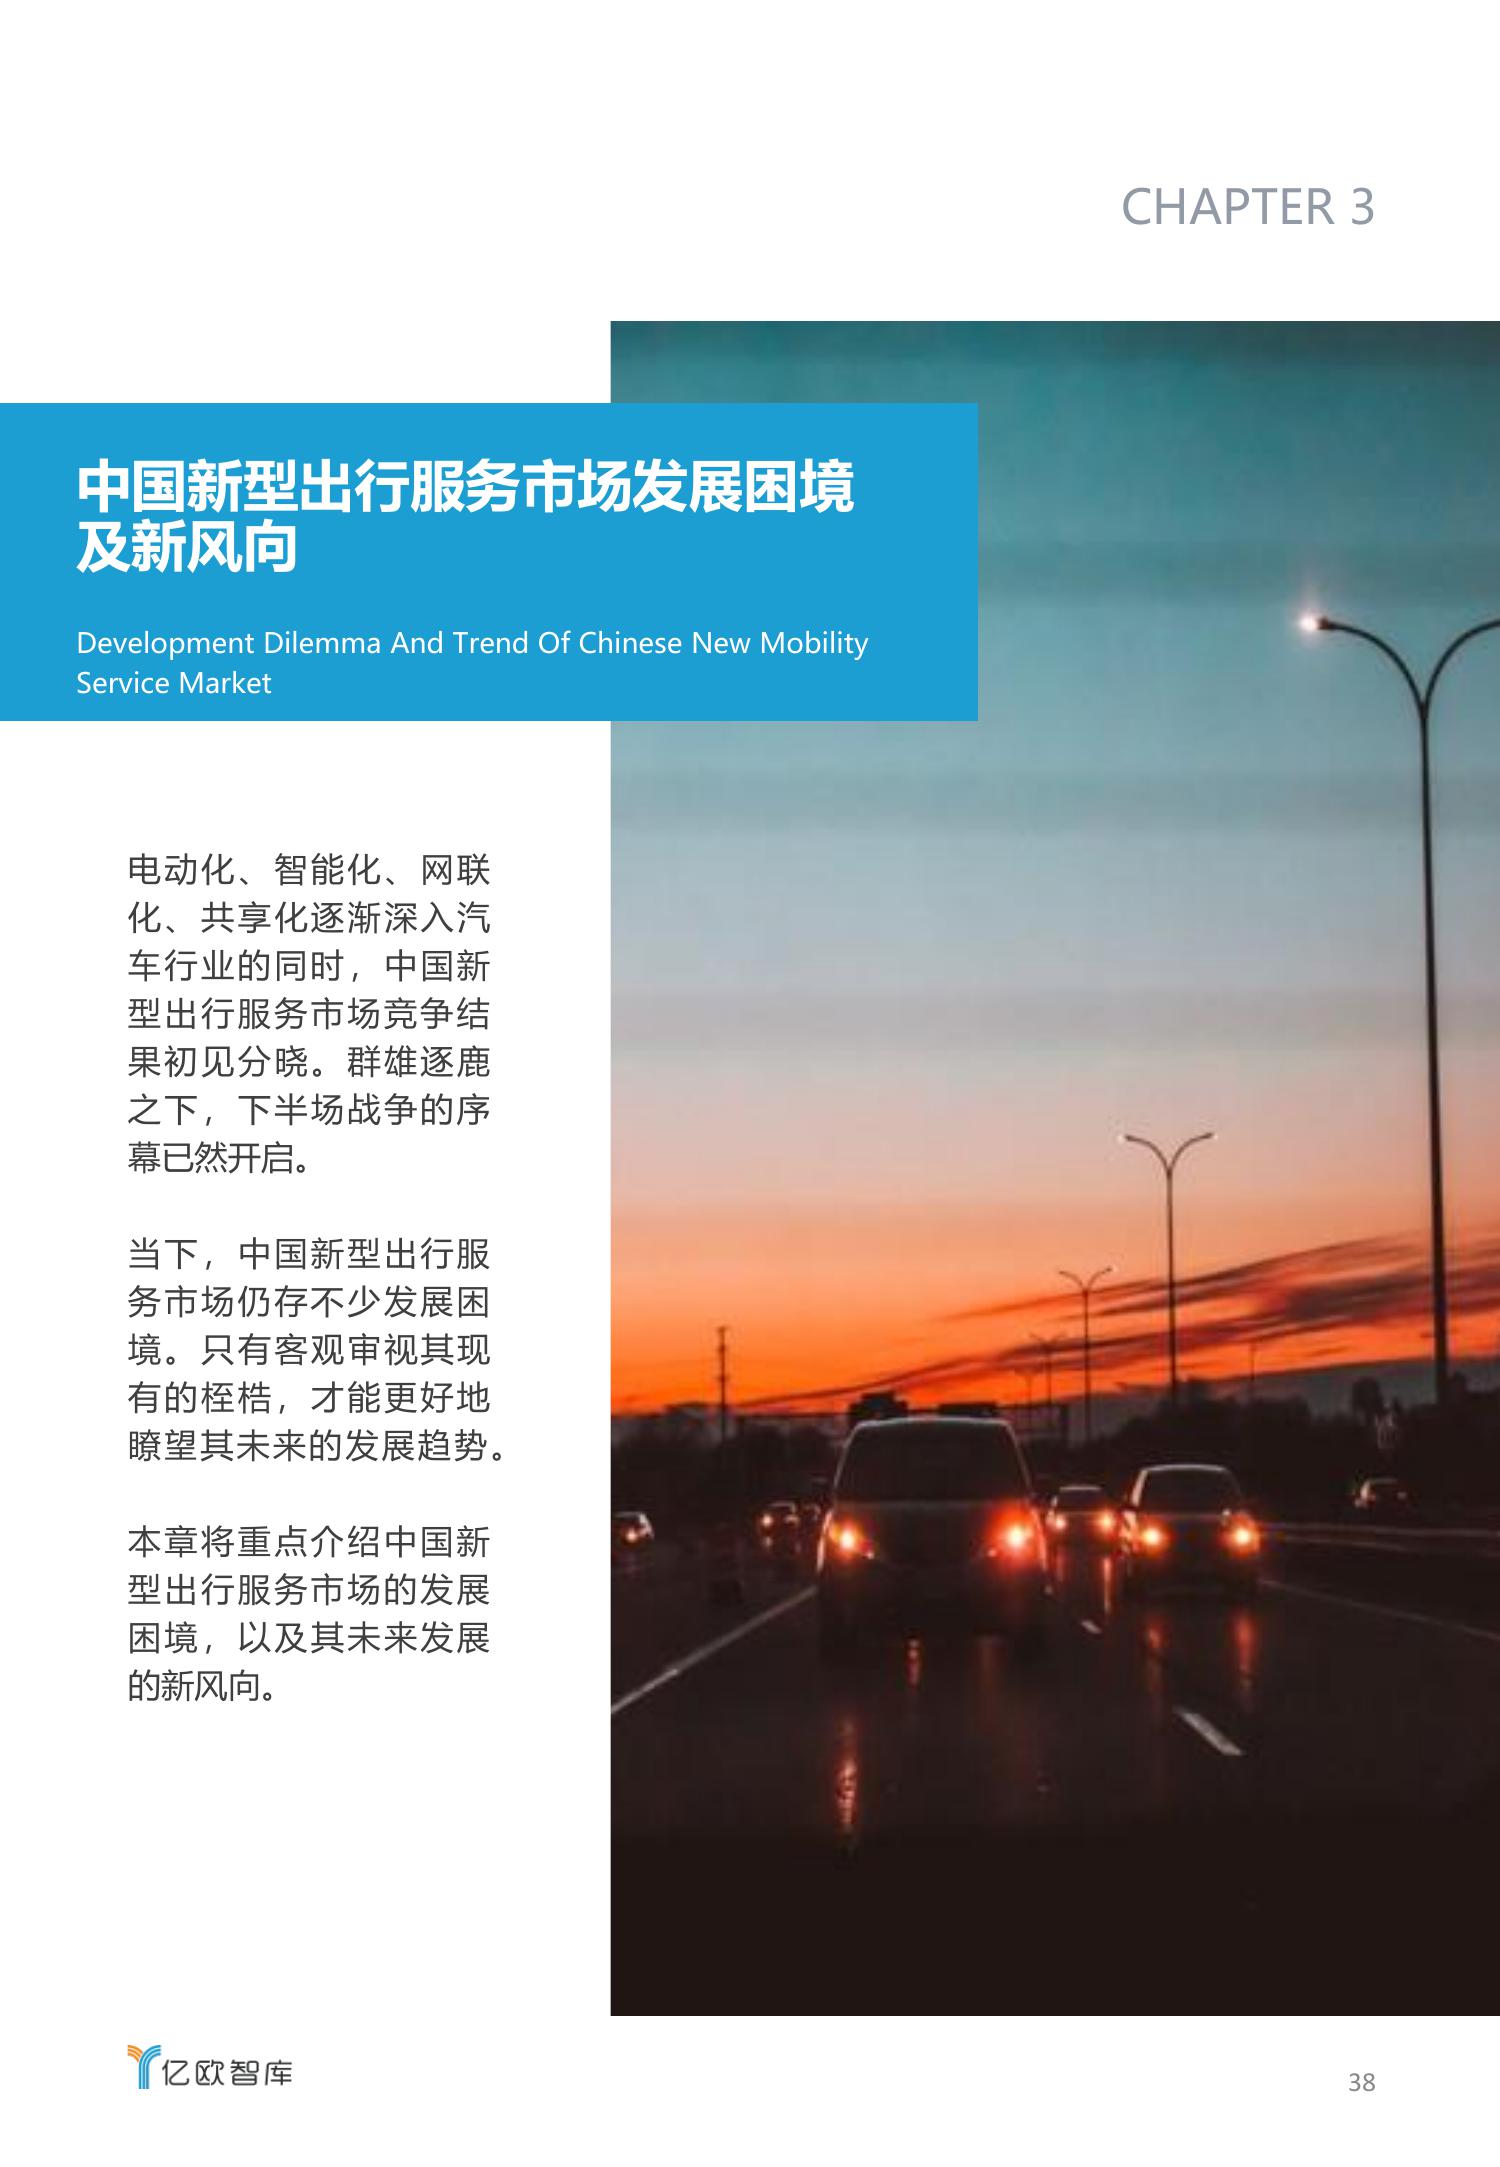 CHAPTER 3
中国新型出行服务市场发展困境
及新风向
Development Dilemma And Trend Of Chinese New Mobility
Service Market
电动化、智能化、网联
化、共享化逐渐深入汽
车行业的同时，中国新
型出行服务市场竞争结
果初见分晓。群雄逐鹿
之下，下半场战争的序
幕已然开启。
当下，中国新型出行服
务市场仍存不少发展困
境。只有客观审视其现
有的桎梏，才能更好地
瞭望其未来的发展趋势。
本章将重点介绍中国新
型出行服务市场的发展
困境，以及其未来发展
的新风向。
亿欧智库
38